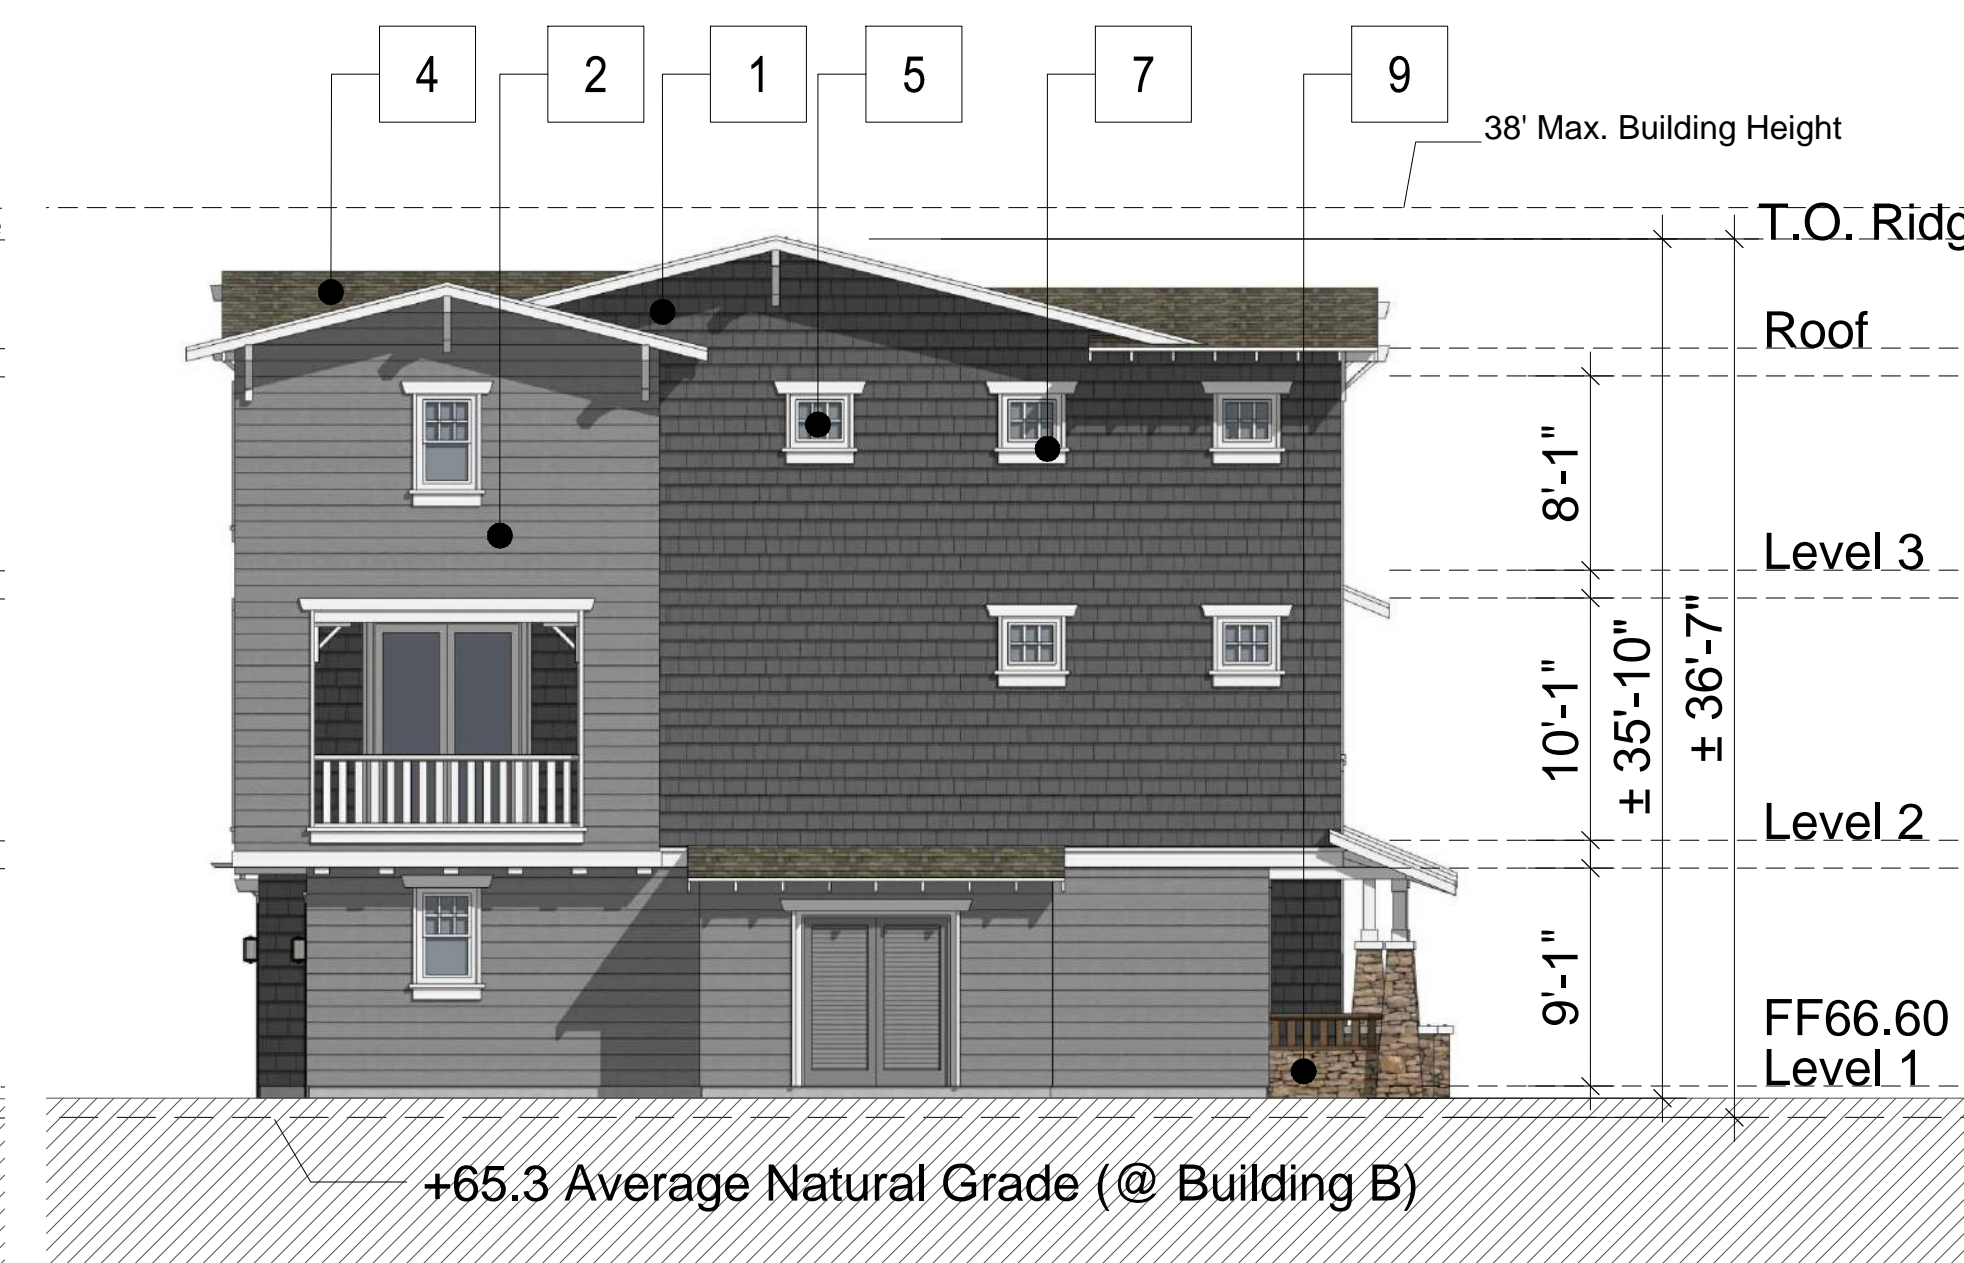 4
2
1
5
7
9
38' Max. Building Height
T.O. Ridg
Roof
8'-1"
Level 3
10'-1"
± 35'-10"
± 36'-7"
Level 2
9'-1"
FF66.60
Level 1
+65.3 Average Natural Grade (@ Building B)